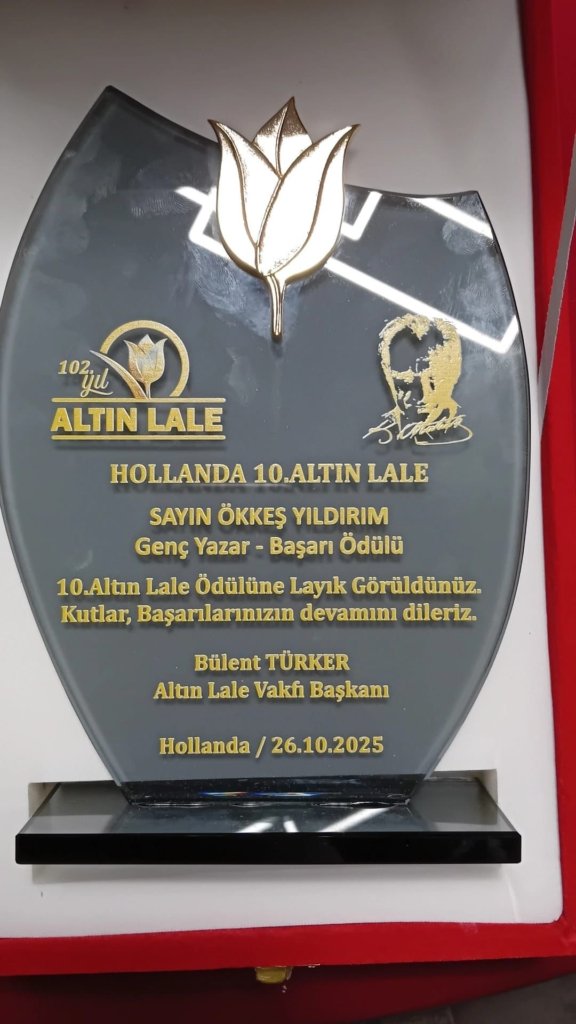 102.
yıl
ALTIN LALE
HOLLANDA 10.ALTIN LALE
SAYIN ÖKKEŞ YILDIRIM
Genç Yazar - Başarı Ödülü
10.Altın Lale Ödülüne Layık Görüldünüz.
Kutlar, Başarılarınızın devamını dileriz.
Bülent TÜRKER
Altın Lale Vakfı Başkanı
Hollanda / 26.10.2025